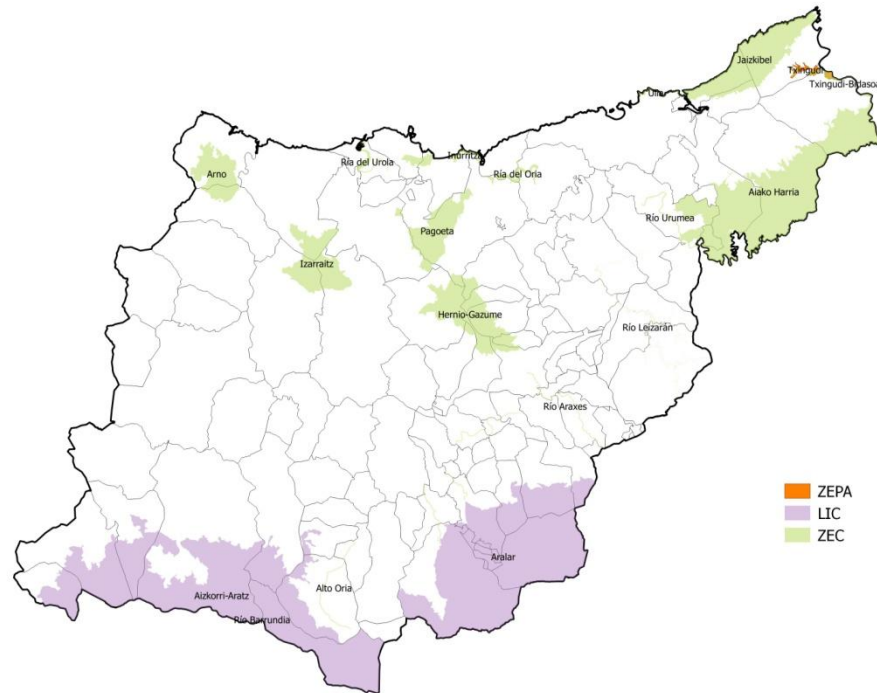 Jaizkibel
Txingudi
Txingudi-Bidasoa
Ulia
Inurritza
Ría del Urola
Ría del Oria
Arno
Aiako Harria
Río Urumea
Pagoeta
Izarraitz
Hernio-Gazume
Río Leizarán
Río Araxes
ZEPA
LIC
ZEC
Aralar
Alto Oria
Aizkorri-Aratz
Río Barrundia